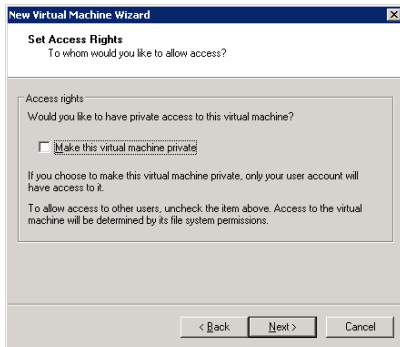 New Virtual Machine Wizard
Set Access Rights
To whom would you like to allow access?
Access rights
Would you like to have private access to this virtual machine?
Make this virtual machine private
If you choose to make this virtual machine private, only your user account will
have access to it.
To allow access to other users, uncheck the item above. Access to the virtual
machine will be determined by its file system permissions.
< Back Next > Cancel